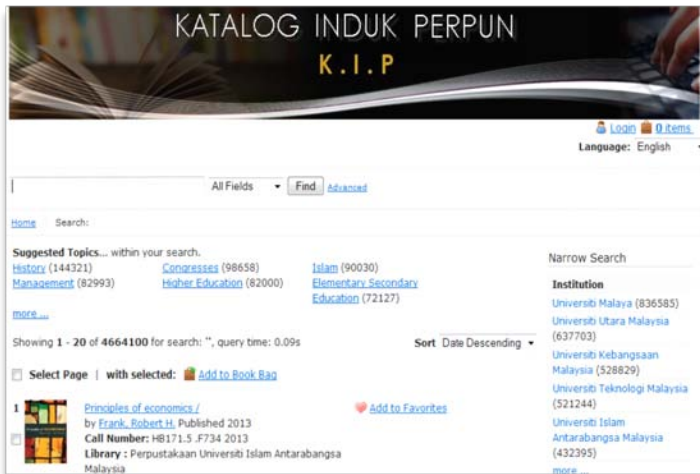 KATALOG INDUK PERPUN
K.I.P
Login 0 items
Language: English
All Fields Find Advanced
Home Search:
Suggested Topics... within your search.
History (144321) Congresses (98658) Islam (90030)
Management (82993) Higher Education (82000) Elementary Secondary
Education (72127)
more ...
Showing 1 - 20 of 4664100 for search: '', query time: 0.09s Sort Date Descending
Select Page | with selected: Add to Book Bag
1 Principles of economics / Add to Favorites
by Frank, Robert H. Published 2013
Call Number: HB171.5 .F734 2013
Library : Perpustakaan Universiti Islam Antarabangsa
Malaysia
Narrow Search
Institution
Universiti Malaya (836585)
Universiti Utara Malaysia
(637703)
Universiti Kebangsaan
Malaysia (528829)
Universiti Teknologi Malaysia
(521244)
Universiti Islam
Antarabangsa Malaysia
(432395)
more ...